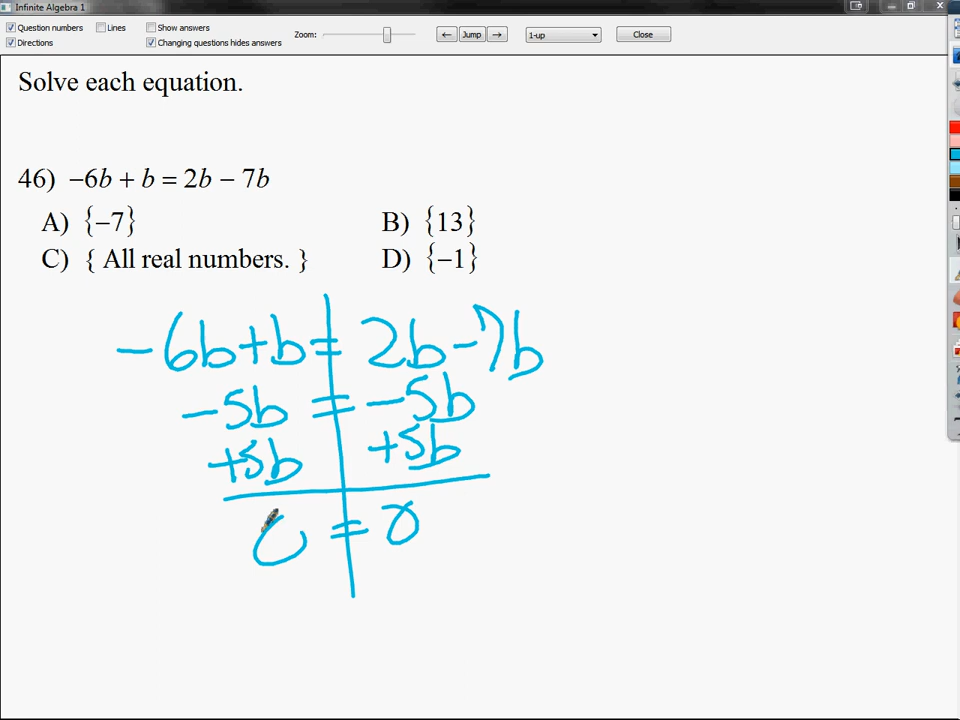 Infinite Algebra 1
Question numbers Lines Show answers
Directions Changing questions hides answers
Zoom: ← Jump → 1-up Close
Solve each equation.
46) −6b + b = 2b − 7b
A) {−7} B) {13}
C) { All real numbers. } D) {−1}
-6b+b = 2b-7b
-5b = -5b
+5b +5b
0 = 0